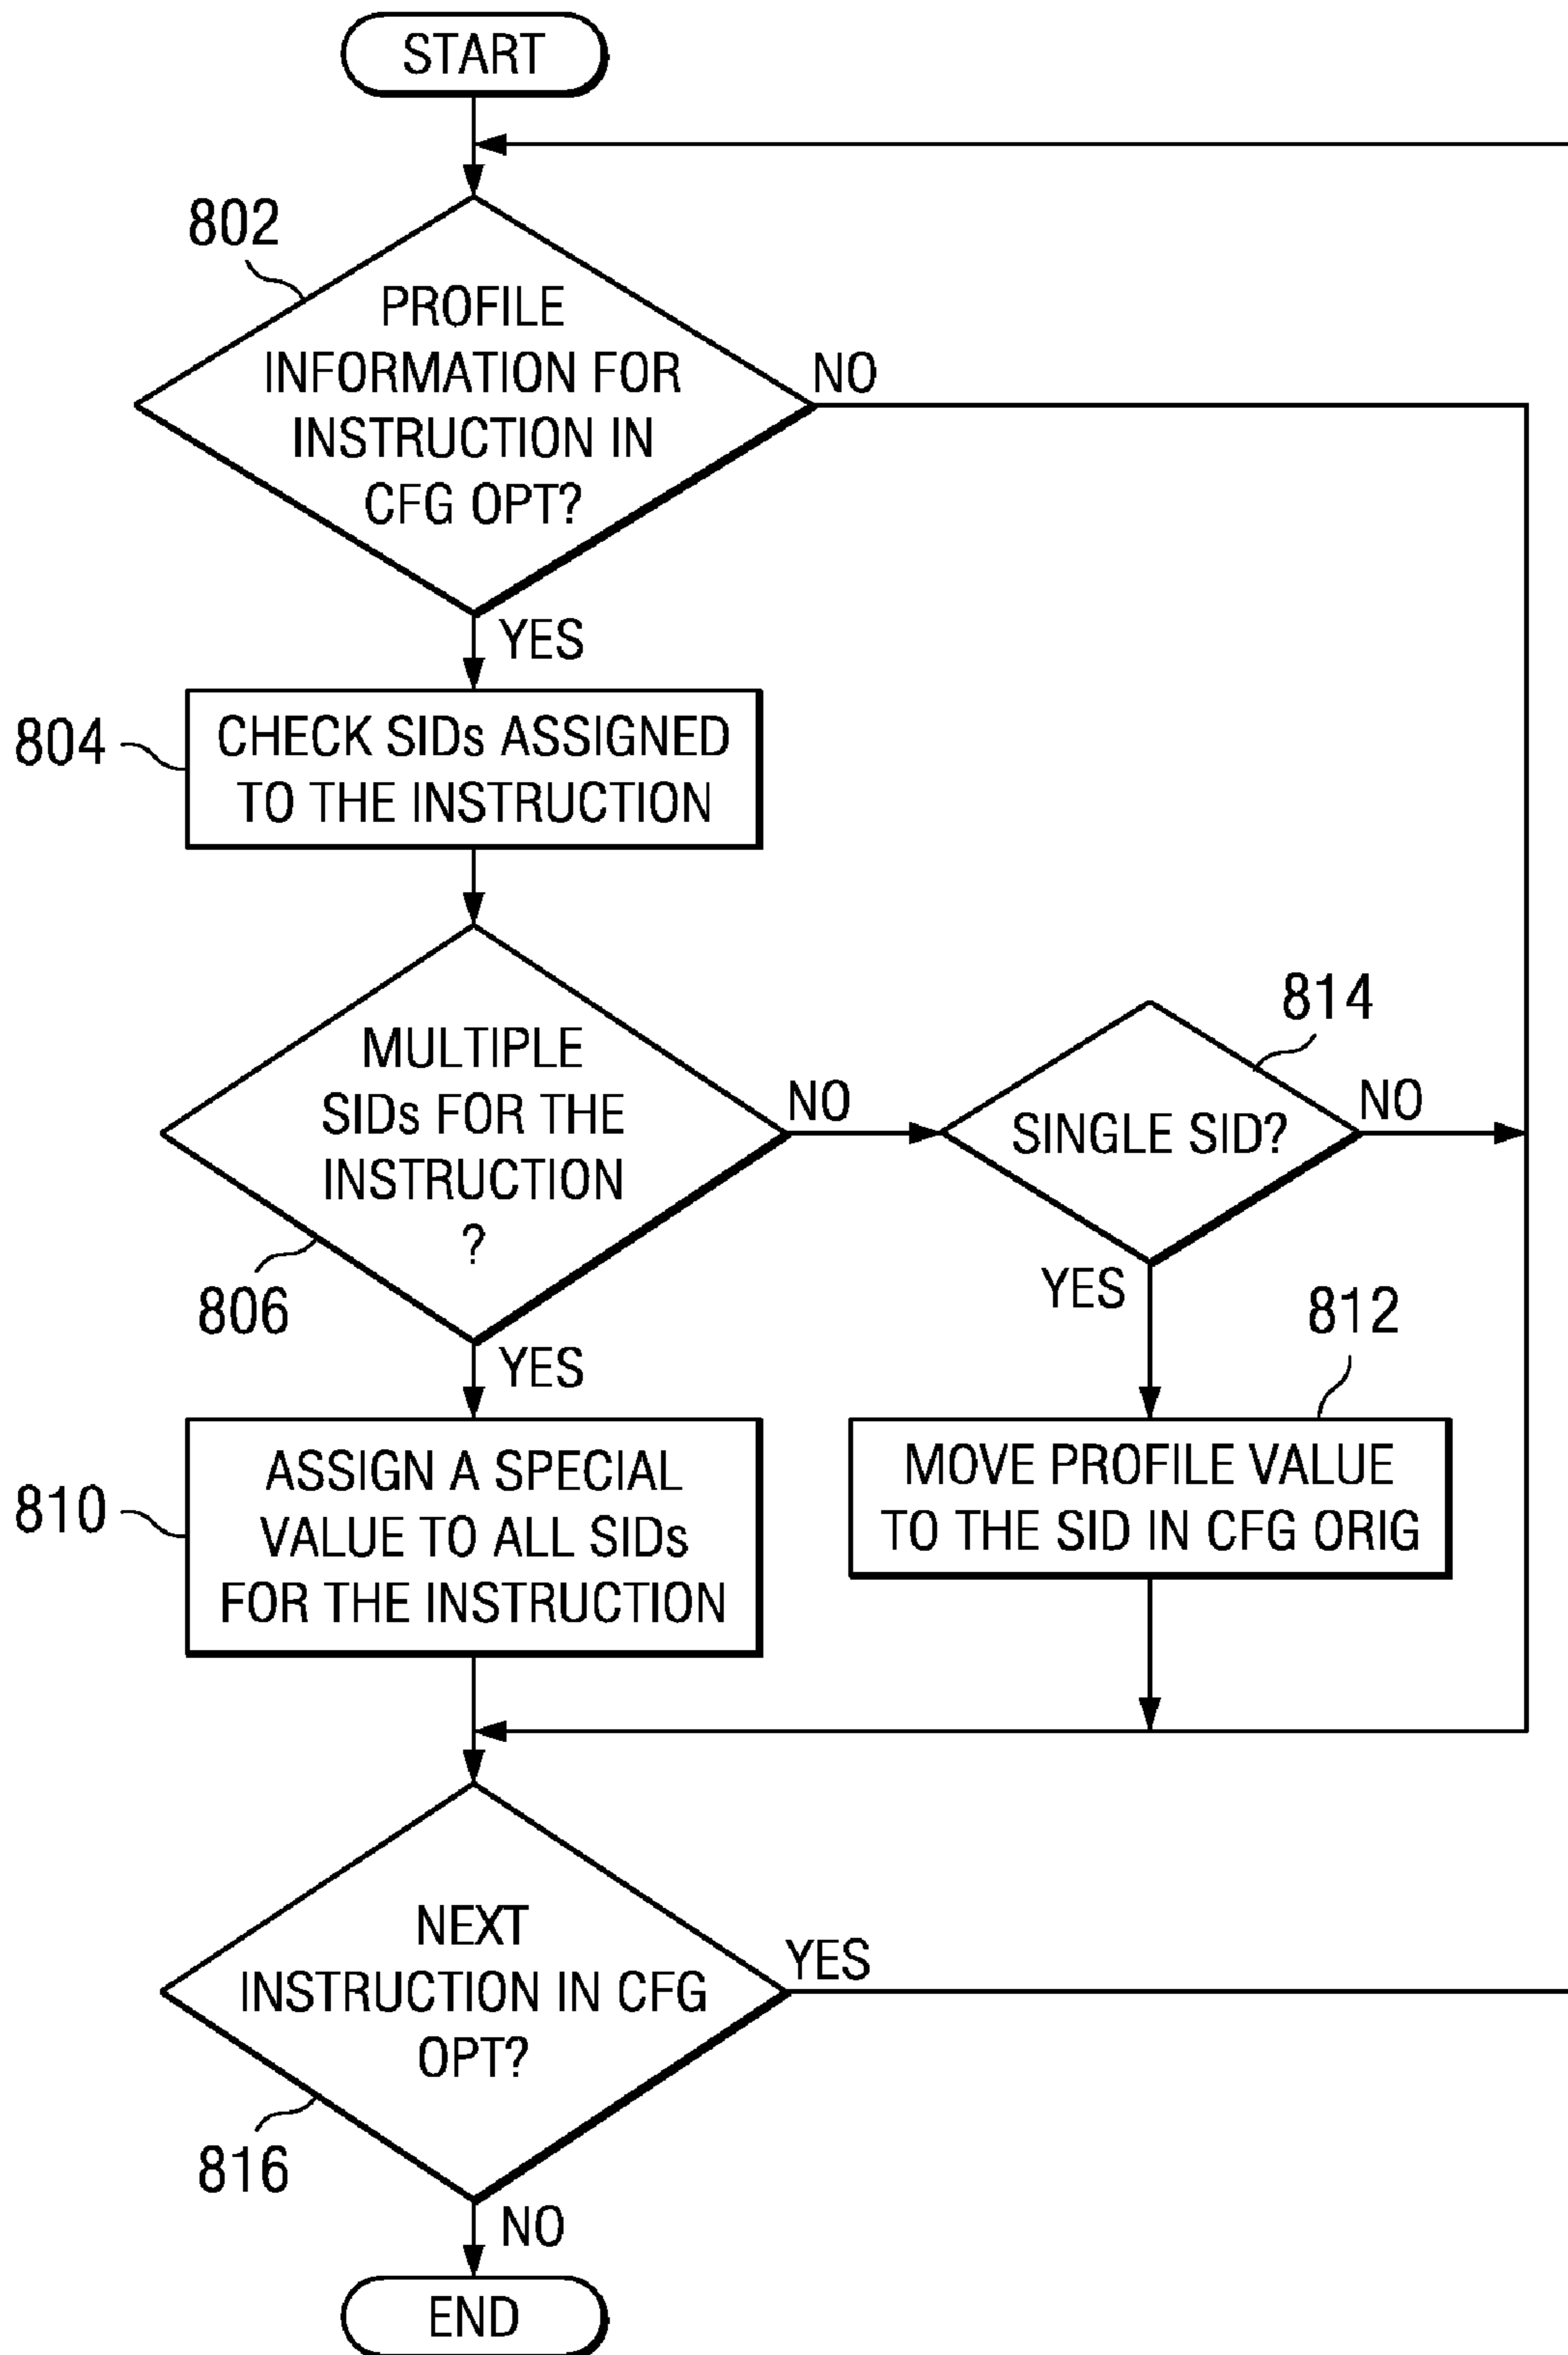 START
802
PROFILE
INFORMATION FOR
INSTRUCTION IN
CFG OPT?
NO
YES
804
CHECK SIDs ASSIGNED
TO THE INSTRUCTION
MULTIPLE
SIDs FOR THE
INSTRUCTION
?
NO
806
YES
814
SINGLE SID?
NO
YES
812
810
ASSIGN A SPECIAL
VALUE TO ALL SIDs
FOR THE INSTRUCTION
MOVE PROFILE VALUE
TO THE SID IN CFG ORIG
NEXT
INSTRUCTION IN CFG
OPT?
YES
816
NO
END